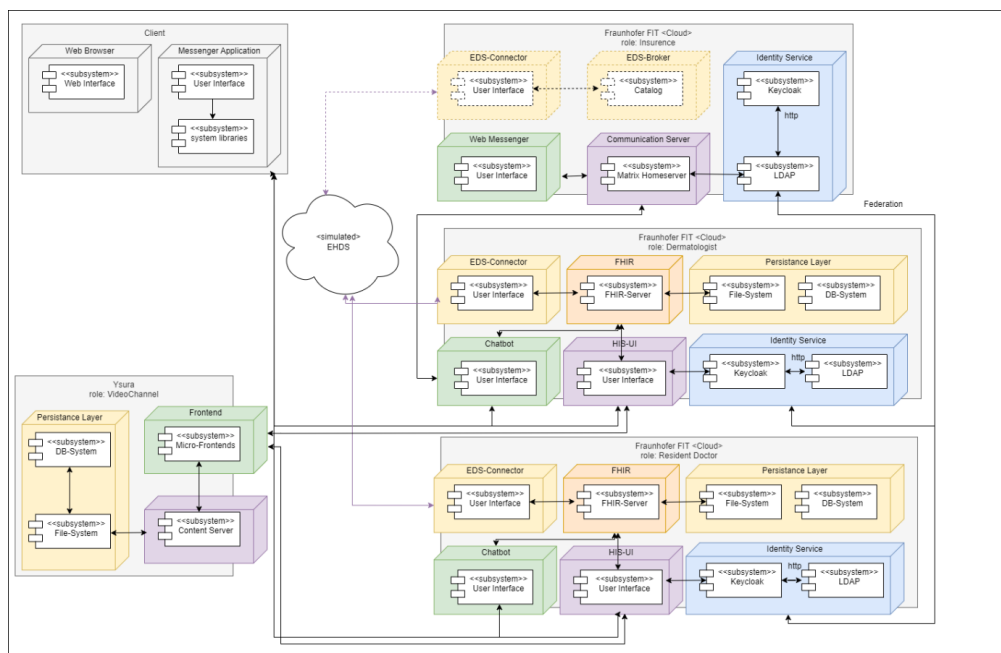 Client
Web Browser
<<subsystem>>
Web Interface
Messenger Application
<<subsystem>>
User Interface
<<subsystem>>
system libraries
Fraunhofer FIT <Cloud>
role: Insurence
EDS-Connector
<<subsystem>>
User Interface
EDS-Broker
<<subsystem>>
Catalog
Identity Service
<<subsystem>>
Keycloak
http
<<subsystem>>
LDAP
Web Messenger
<<subsystem>>
User Interface
Communication Server
<<subsystem>>
Matrix Homeserver
Federation
<simulated>
EHDS
Fraunhofer FIT <Cloud>
role: Dermatologist
EDS-Connector
<<subsystem>>
User Interface
FHIR
<<subsystem>>
FHIR-Server
Persistance Layer
<<subsystem>>
File-System
<<subsystem>>
DB-System
Chatbot
<<subsystem>>
User Interface
HIS-UI
<<subsystem>>
User Interface
Identity Service
<<subsystem>>
Keycloak
http
<<subsystem>>
LDAP
Ysura
role: VideoChannel
Persistance Layer
<<subsystem>>
DB-System
<<subsystem>>
File-System
Frontend
<<subsystem>>
Micro-Frontends
<<subsystem>>
Content Server
Fraunhofer FIT <Cloud>
role: Resident Doctor
EDS-Connector
<<subsystem>>
User Interface
FHIR
<<subsystem>>
FHIR-Server
Persistance Layer
<<subsystem>>
File-System
<<subsystem>>
DB-System
Chatbot
<<subsystem>>
User Interface
HIS-UI
<<subsystem>>
User Interface
Identity Service
<<subsystem>>
Keycloak
http
<<subsystem>>
LDAP